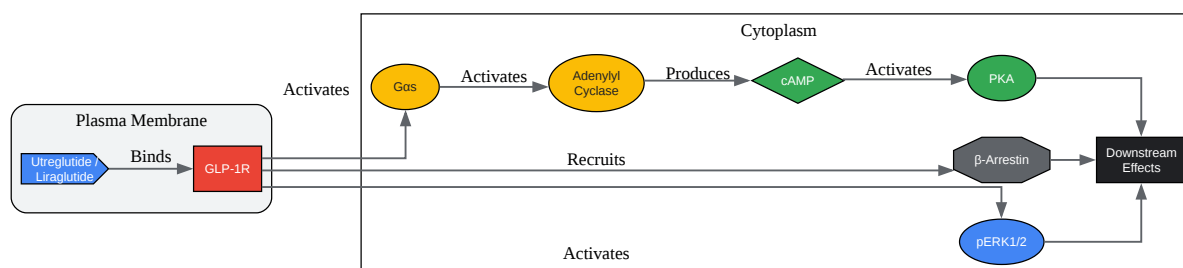 Cytoplasm
Activates
Gαs
Activates
Adenylyl
Cyclase
Produces
cAMP
Activates
PKA
Plasma Membrane
Utreglutide /
Liraglutide
Binds
GLP-1R
Recruits
β-Arrestin
Downstream
Effects
pERK1/2
Activates